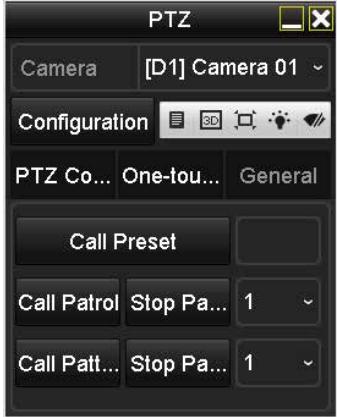 PTZ
Camera [D1] Camera 01
Configuration 3D
PTZ Co... One-tou... General
Call Preset
Call Patrol Stop Pa... 1
Call Patt... Stop Pa... 1